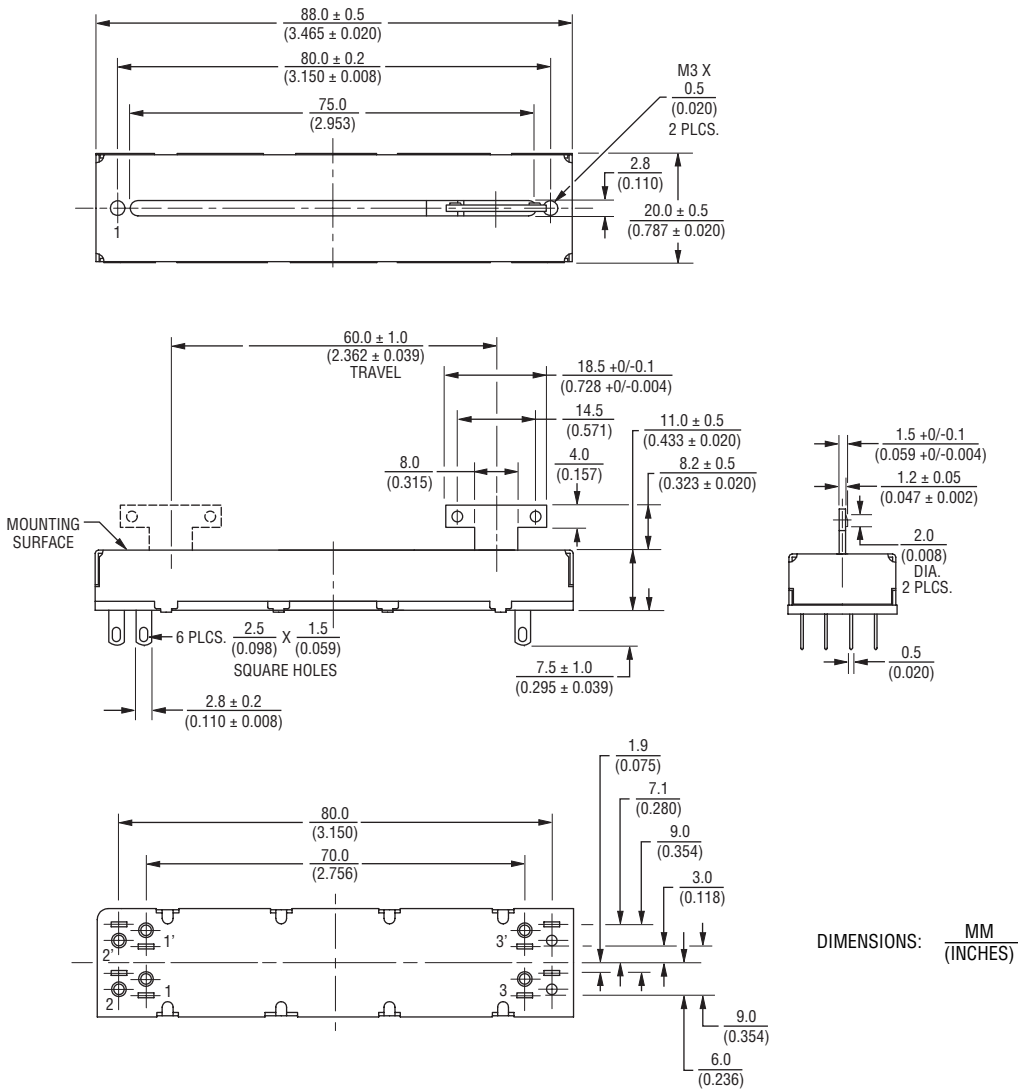 88.0 ± 0.5
(3.465 ± 0.020)
80.0 ± 0.2
(3.150 ± 0.008)
75.0
(2.953)
M3 X
0.5
(0.020)
2 PLCS.
2.8
(0.110)
20.0 ± 0.5
(0.787 ± 0.020)
1
60.0 ± 1.0
(2.362 ± 0.039)
TRAVEL
18.5 +0/-0.1
(0.728 +0/-0.004)
14.5
(0.571)
11.0 ± 0.5
(0.433 ± 0.020)
8.0
(0.315)
4.0
(0.157)
8.2 ± 0.5
(0.323 ± 0.020)
MOUNTING
SURFACE
6 PLCS. 2.5 X 1.5
(0.098) (0.059)
SQUARE HOLES
7.5 ± 1.0
(0.295 ± 0.039)
2.8 ± 0.2
(0.110 ± 0.008)
1.5 +0/-0.1
(0.059 +0/-0.004)
1.2 ± 0.05
(0.047 ± 0.002)
2.0
(0.008)
DIA.
2 PLCS.
0.5
(0.020)
1.9
(0.075)
7.1
(0.280)
9.0
(0.354)
3.0
(0.118)
80.0
(3.150)
70.0
(2.756)
2' 1' 3'
2 1 3
9.0
(0.354)
6.0
(0.236)
DIMENSIONS: MM
(INCHES)